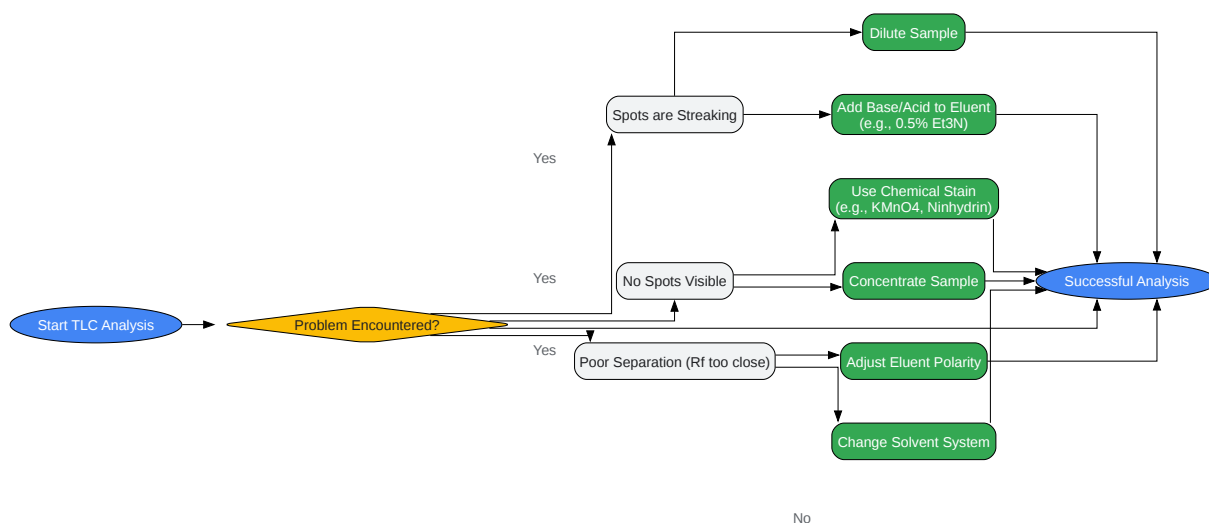 Dilute Sample
Spots are Streaking
Add Base/Acid to Eluent
(e.g., 0.5% Et3N)
Yes
Use Chemical Stain
(e.g., KMnO4, Ninhydrin)
Yes
No Spots Visible
Concentrate Sample
Successful Analysis
Start TLC Analysis
Problem Encountered?
Yes
Poor Separation (Rf too close)
Adjust Eluent Polarity
Change Solvent System
No